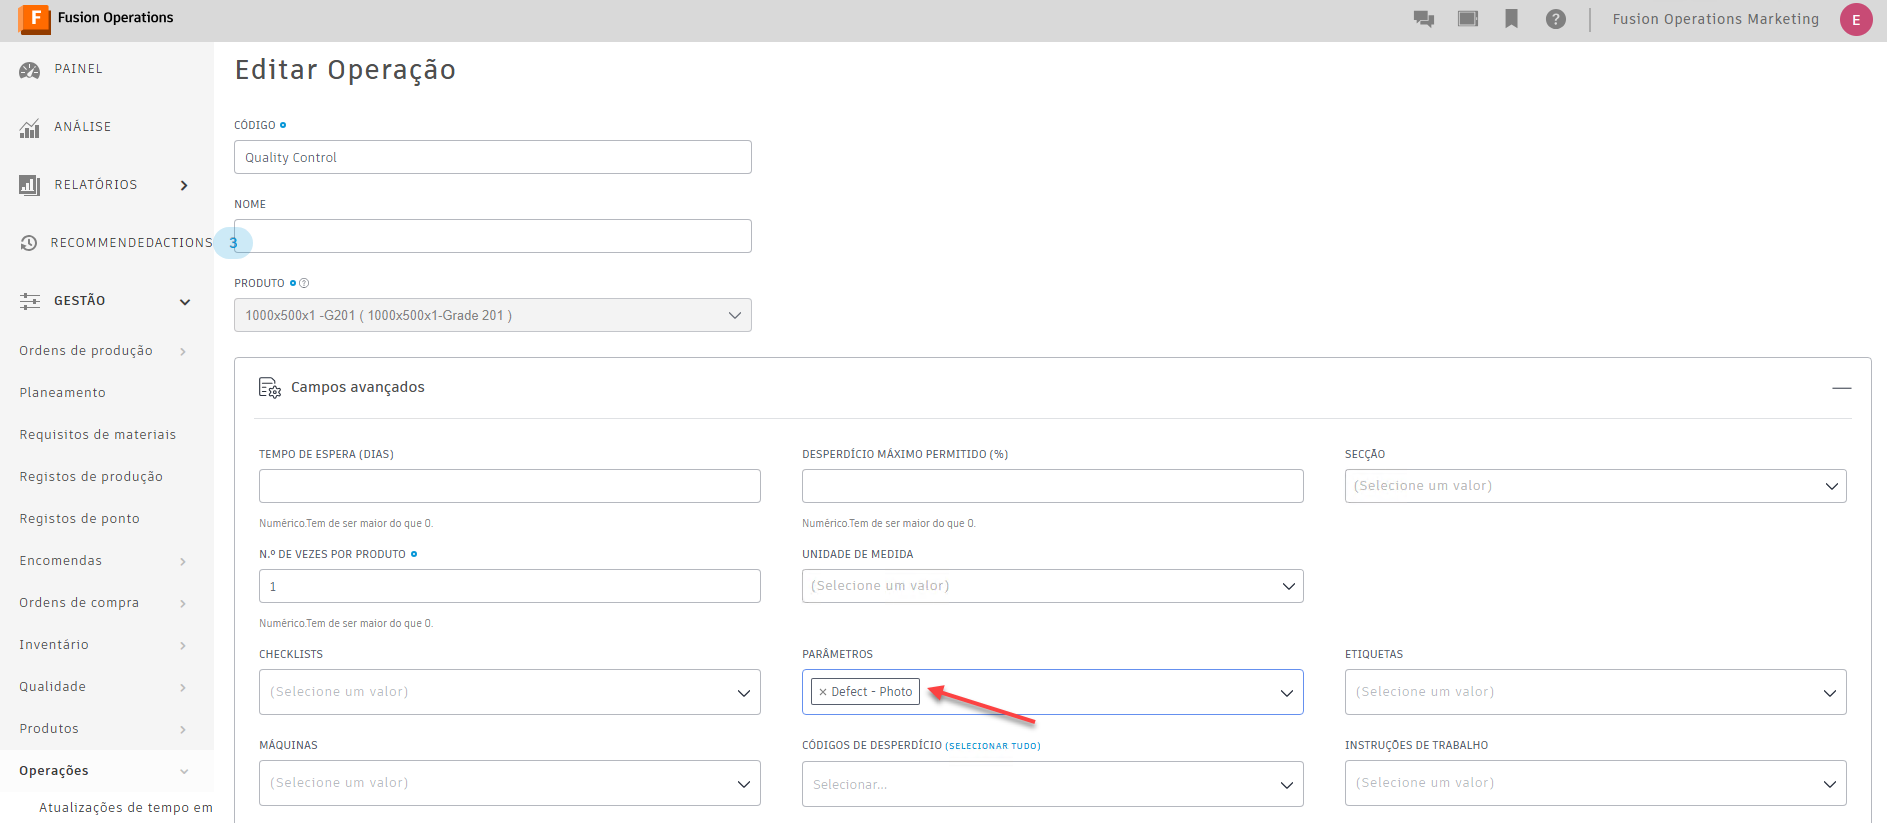 F Fusion Operations
Fusion Operations Marketing
E
PAINEL
ANÁLISE
RELATÓRIOS
RECOMMENDEDACTIONS
3
GESTÃO
Ordens de produção
Planeamento
Requisitos de materiais
Registos de produção
Registos de ponto
Encomendas
Ordens de compra
Inventário
Qualidade
Produtos
Operações
Atualizações de tempo em
Editar Operação
CÓDIGO
Quality Control
NOME
PRODUTO ?
1000x500x1 -G201 ( 1000x500x1-Grade 201 )
Campos avançados
TEMPO DE ESPERA (DIAS)
Numérico.Tem de ser maior do que 0.
DESPERDÍCIO MÁXIMO PERMITIDO (%)
Numérico.Tem de ser maior do que 0.
SECÇÃO
(Selecione um valor)
N.º DE VEZES POR PRODUTO
1
Numérico.Tem de ser maior do que 0.
UNIDADE DE MEDIDA
(Selecione um valor)
CHECKLISTS
(Selecione um valor)
PARÂMETROS
× Defect - Photo
ETIQUETAS
(Selecione um valor)
MÁQUINAS
(Selecione um valor)
CÓDIGOS DE DESPERDÍCIO (SELECIONAR TUDO)
Selecionar...
INSTRUÇÕES DE TRABALHO
(Selecione um valor)